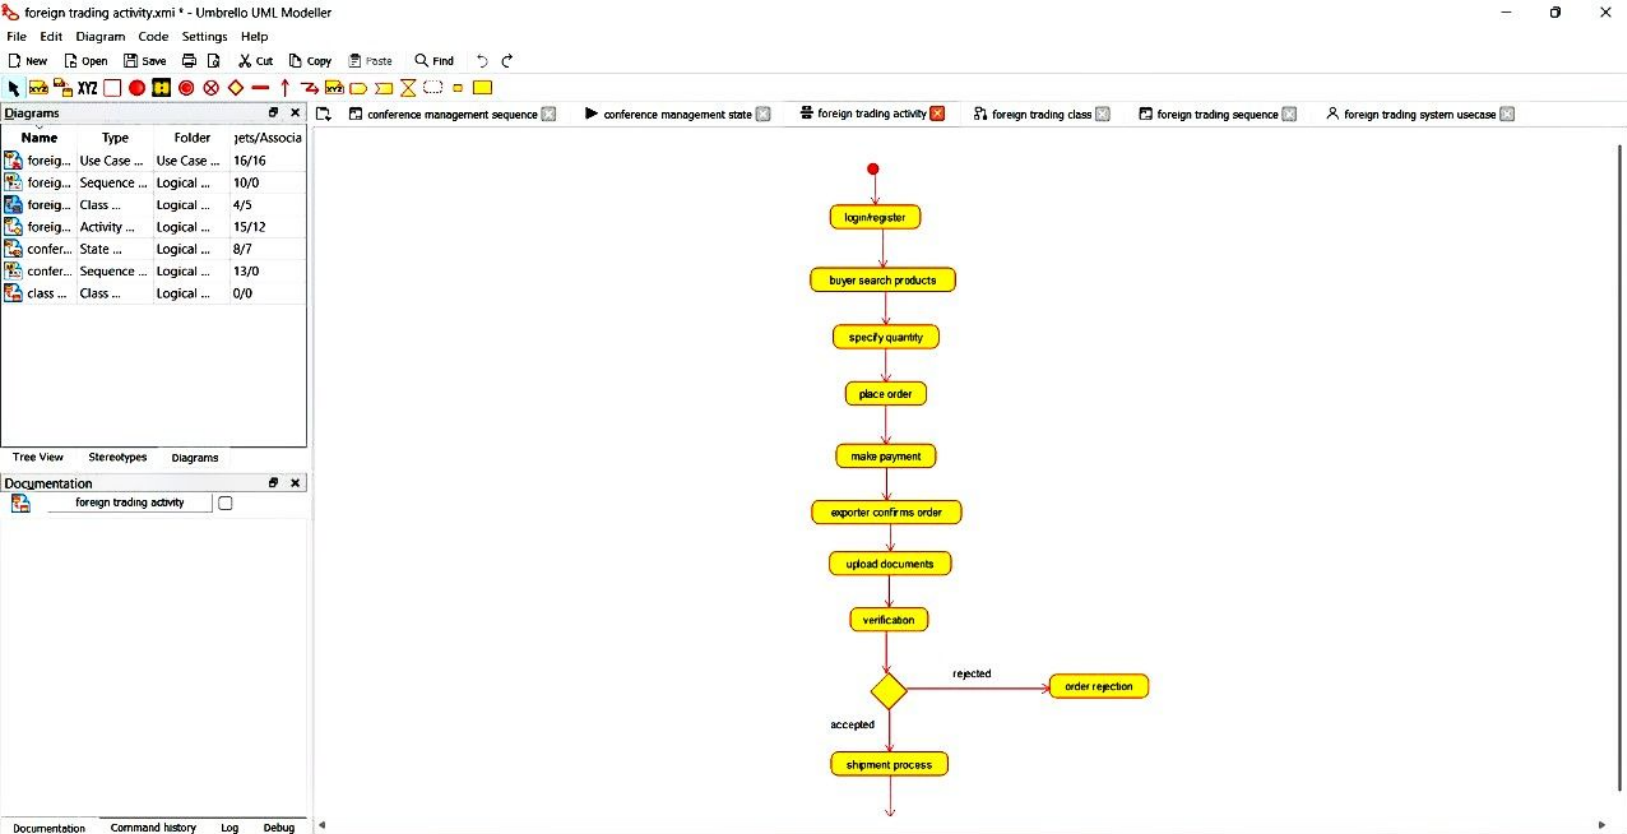 foreign trading activity.xmi * - Umbrello UML Modeller
File Edit Diagram Code Settings Help
New Open Save Cut Copy Paste Find
XYZ XYZ XYZ
Diagrams
conference management sequence conference management state foreign trading activity foreign trading class foreign trading sequence foreign trading system usecase
Name Type Folder jets/Associa
foreig... Use Case ... Use Case ... 16/16
foreig... Sequence ... Logical ... 10/0
foreig... Class ... Logical ... 4/5
foreig... Activity ... Logical ... 15/12
confer... State ... Logical ... 8/7
confer... Sequence ... Logical ... 13/0
class ... Class ... Logical ... 0/0
Tree View Stereotypes Diagrams
Documentation
foreign trading activity
Documentation Command history Log Debug
login/register
buyer search products
specify quantity
place order
make payment
exporter confirms order
upload documents
verification
rejected
order rejection
accepted
shipment process